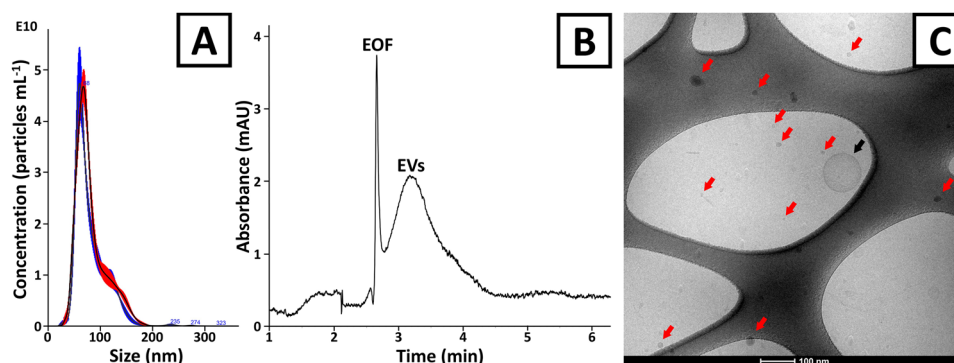 A
E10
5
4
3
2
1
0
0
100
200
300
235
274
323
Concentration (particles mL⁻¹)
Size (nm)
B
EOF
EVs
4
3
2
1
0
1
2
3
4
5
6
Absorbance (mAU)
Time (min)
C
100 nm